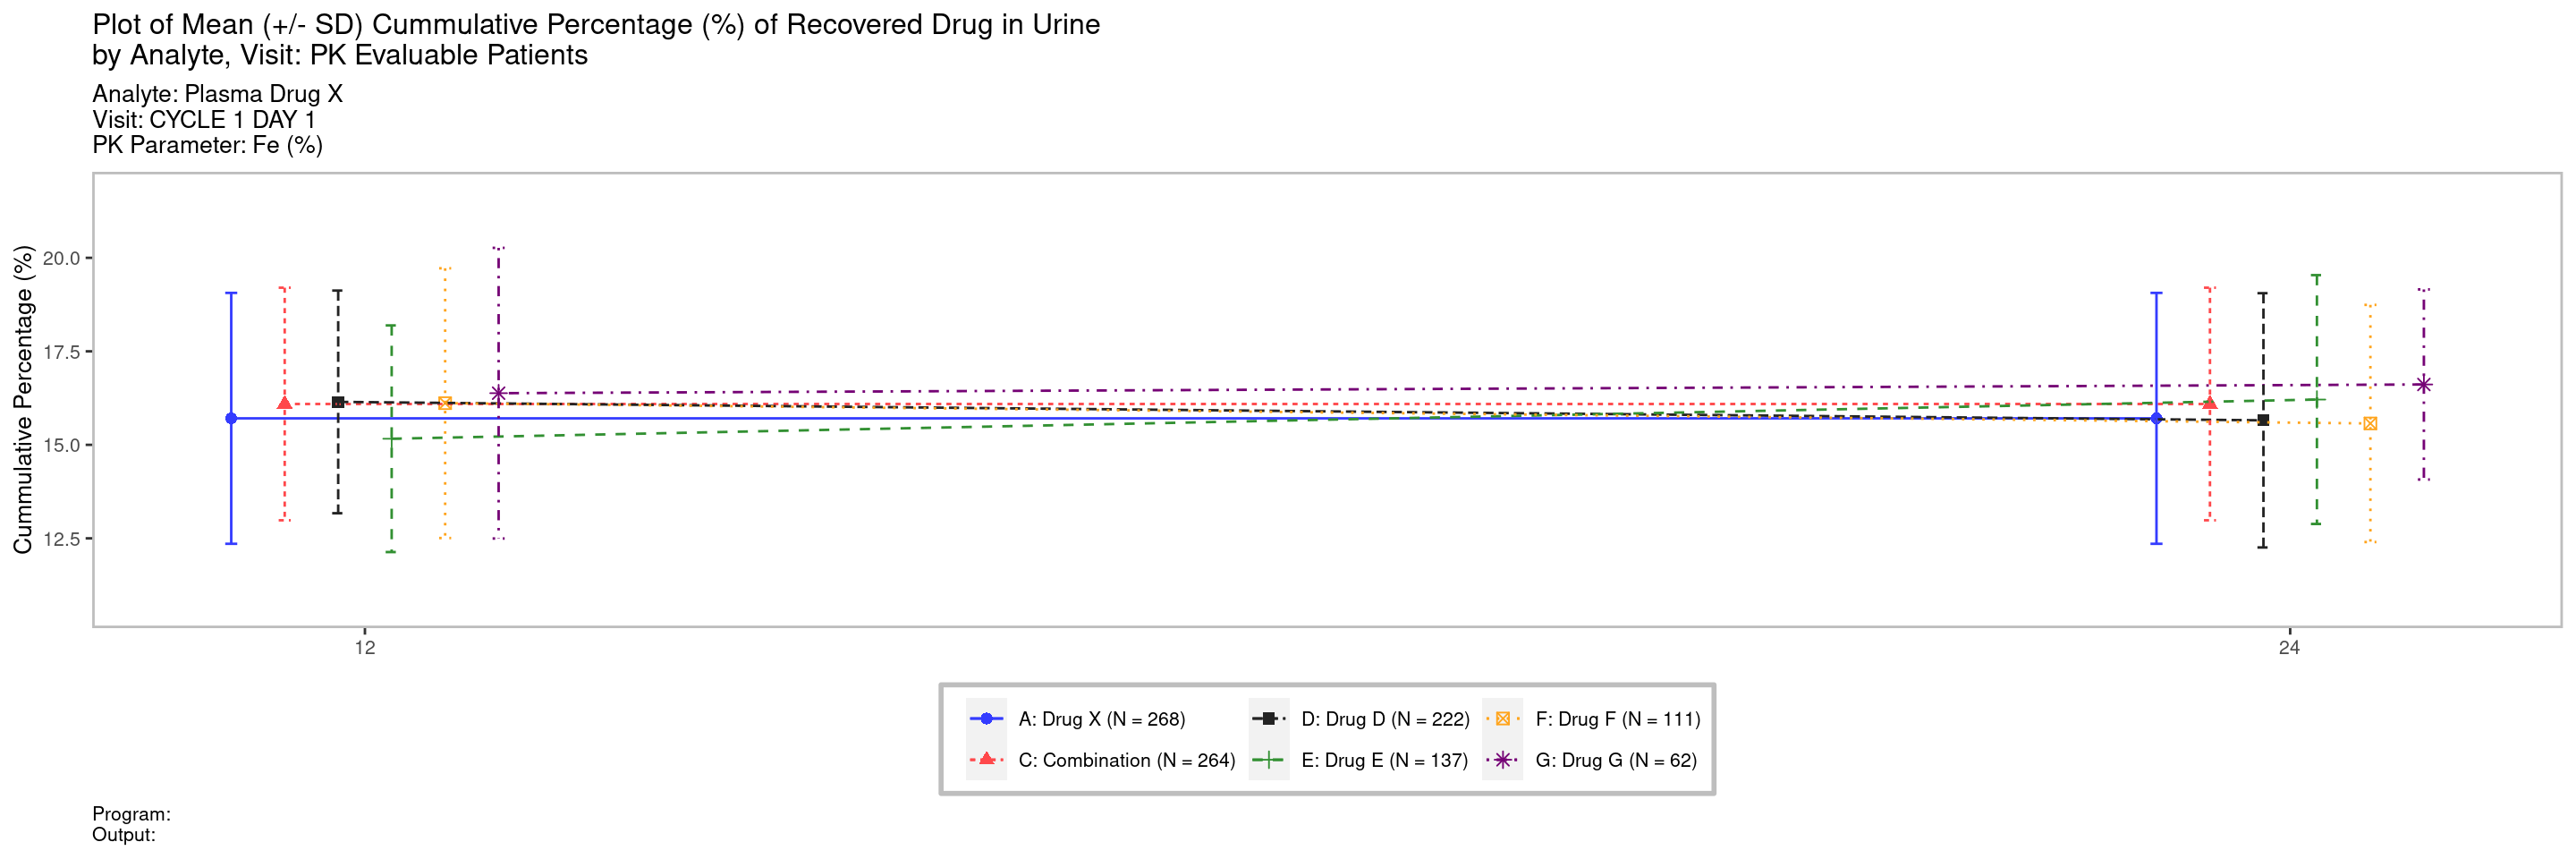 Plot of Mean (+/- SD) Cummulative Percentage (%) of Recovered Drug in Urine
by Analyte, Visit: PK Evaluable Patients
Analyte: Plasma Drug X
Visit: CYCLE 1 DAY 1
PK Parameter: Fe (%)
Cummulative Pe Percentage (%)
20.0
17.5
15.0
12.5
12
24
A: Drug X (N = 268)
D: Drug D (N = 222)
F: Drug F (N = 111)
C: Combination (N = 264)
E: Drug E (N = 137)
G: Drug G (N = 62)
Program:
Output: